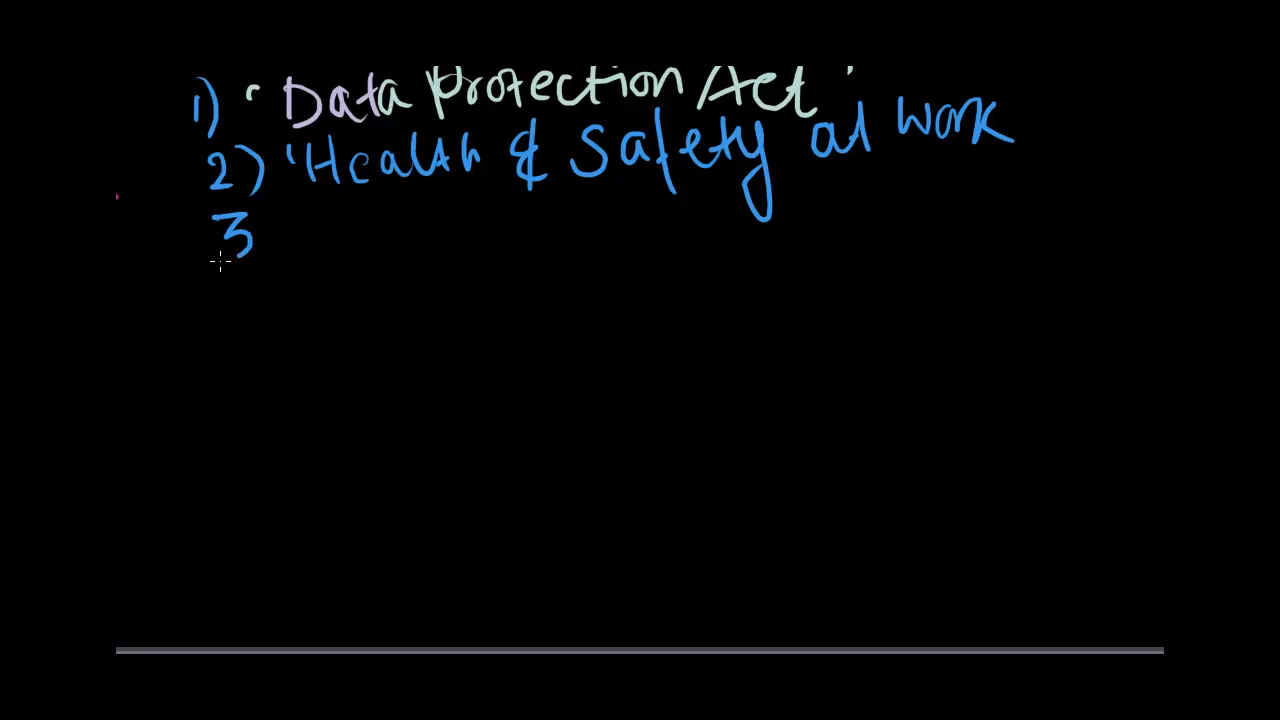 1) ' Data Protection Act '
2) 'Health & Safety at work
3